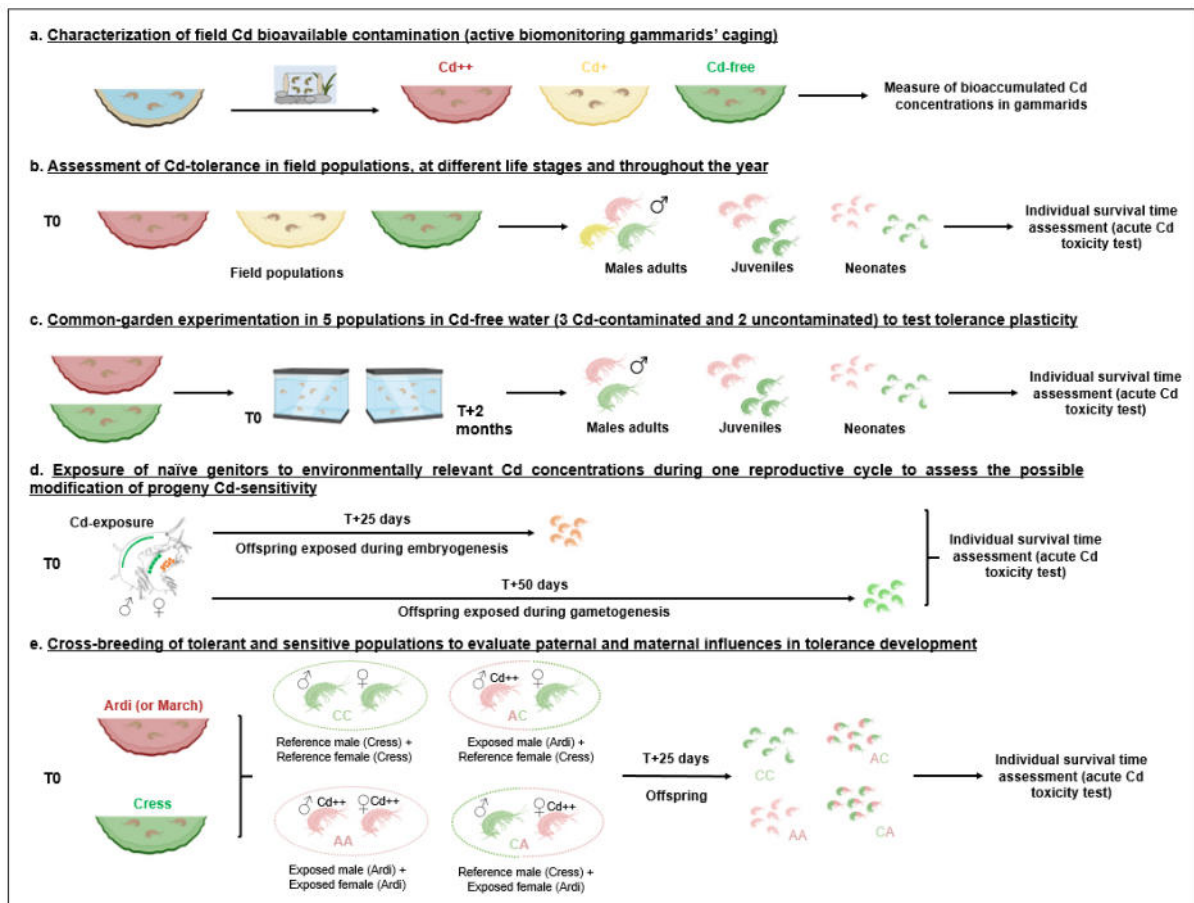 a. Characterization of field Cd bioavailable contamination (active biomonitoring gammarids' caging)
Cd++
Cd+
Cd-free
Measure of bioaccumulated Cd
concentrations in gammarids
b. Assessment of Cd-tolerance in field populations, at different life stages and throughout the year
T0
Field populations
♂
Males adults
Juveniles
Neonates
Individual survival time
assessment (acute Cd
toxicity test)
c. Common-garden experimentation in 5 populations in Cd-free water (3 Cd-contaminated and 2 uncontaminated) to test tolerance plasticity
T0
T+2
months
♂
Males adults
Juveniles
Neonates
Individual survival time
assessment (acute Cd
toxicity test)
d. Exposure of naïve genitors to environmentally relevant Cd concentrations during one reproductive cycle to assess the possible
modification of progeny Cd-sensitivity
Cd-exposure
T0
♂ ♀
T+25 days
Offspring exposed during embryogenesis
T+50 days
Offspring exposed during gametogenesis
Individual survival time
assessment (acute Cd
toxicity test)
e. Cross-breeding of tolerant and sensitive populations to evaluate paternal and maternal influences in tolerance development
Ardi (or March)
T0
Cress
♂ ♀
CC
Reference male (Cress) +
Reference female (Cress)
♂ Cd++ ♀
AC
Exposed male (Ardi) +
Reference female (Cress)
♂ Cd++ ♀ Cd++
AA
Exposed male (Ardi) +
Exposed female (Ardi)
♂ ♀ Cd++
CA
Reference male (Cress) +
Exposed female (Ardi)
T+25 days
Offspring
CC
AC
AA
CA
Individual survival time
assessment (acute Cd
toxicity test)